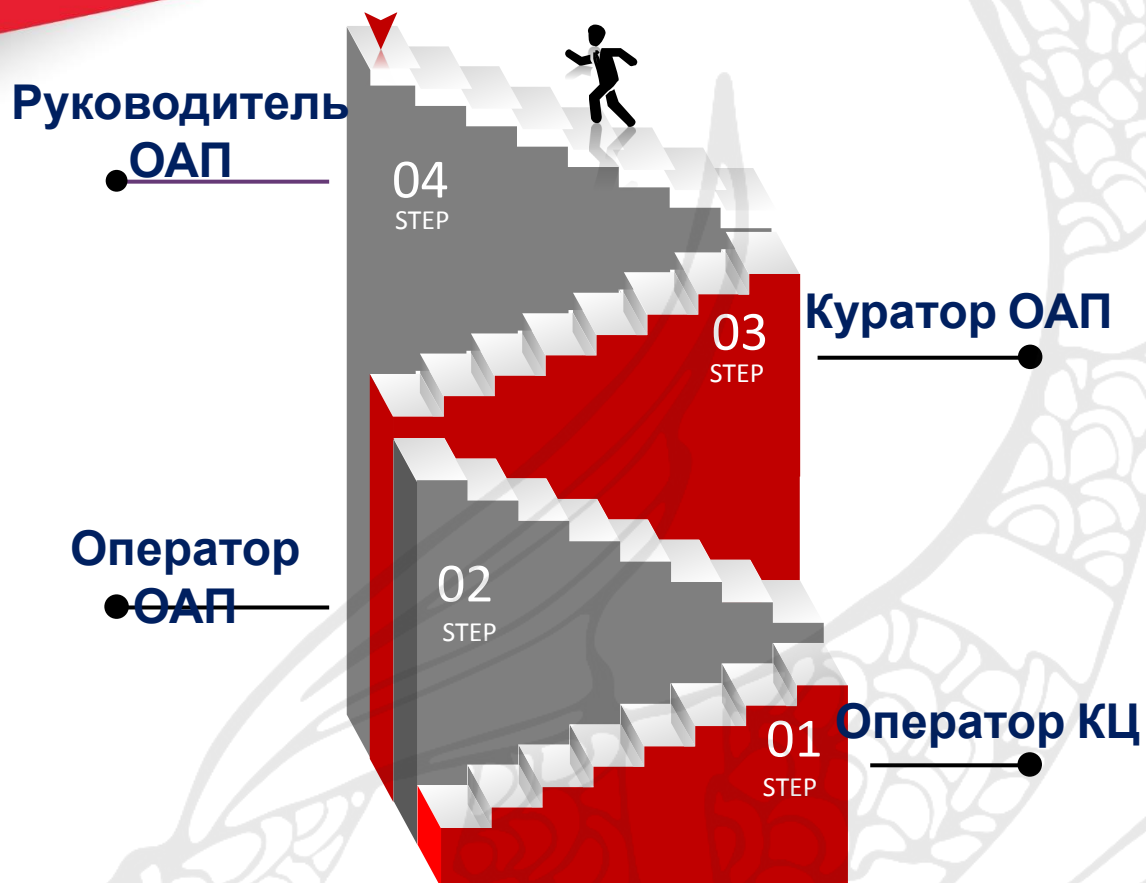 Руководитель
ОАП
04
STEP
Куратор ОАП
03
STEP
Оператор
ОАП
02
STEP
Оператор КЦ
01
STEP